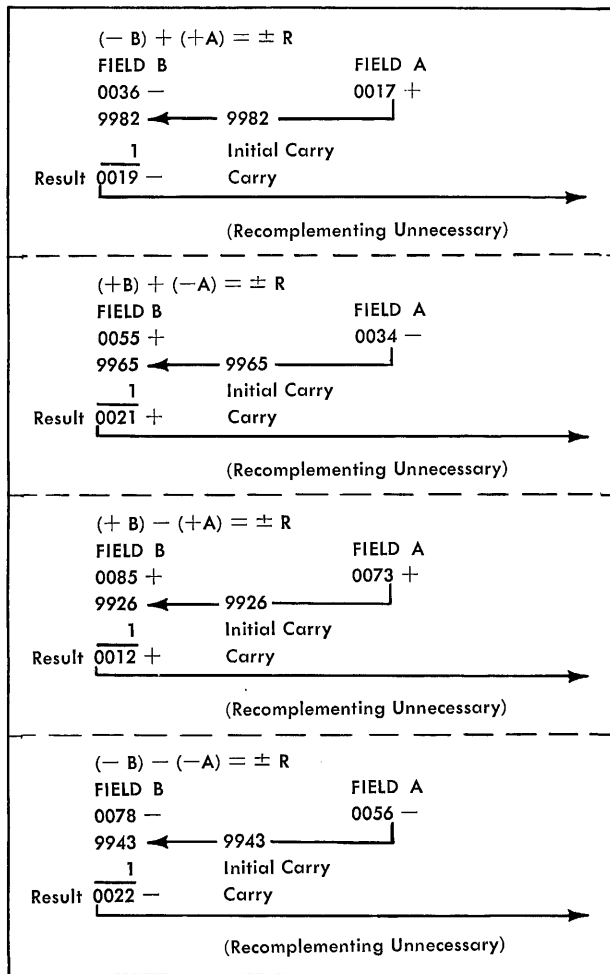 (− B) + (+A) = ± R
FIELD B FIELD A
0036 − 0017 +
9982 9982
1 Initial Carry
Result 0019 − Carry
(Recomplementing Unnecessary)
(+B) + (−A) = ± R
FIELD B FIELD A
0055 + 0034 −
9965 9965
1 Initial Carry
Result 0021 + Carry
(Recomplementing Unnecessary)
(+ B) − (+A) = ± R
FIELD B FIELD A
0085 + 0073 +
9926 9926
1 Initial Carry
Result 0012 + Carry
(Recomplementing Unnecessary)
(− B) − (−A) = ± R
FIELD B FIELD A
0078 − 0056 −
9943 9943
1 Initial Carry
Result 0022 − Carry
(Recomplementing Unnecessary)